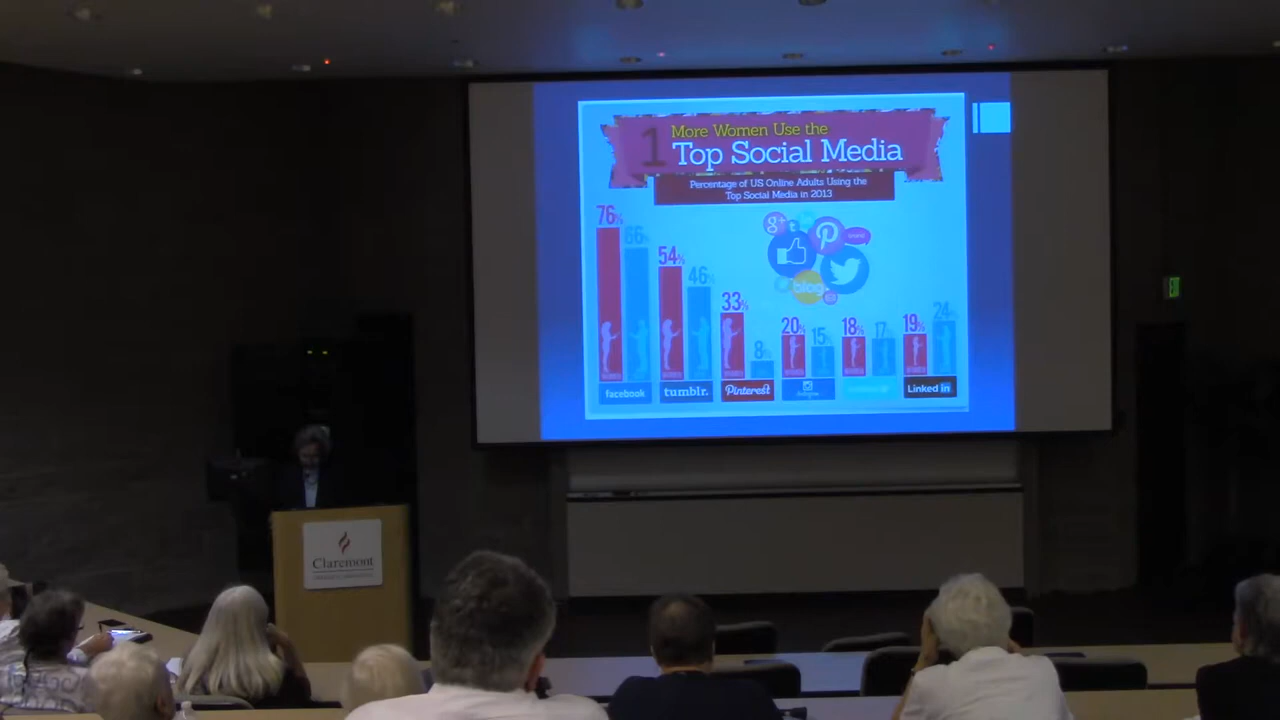 1
More Women Use the
Top Social Media
Percentage of US Online Adults Using the
Top Social Media in 2013
76%
66%
54%
46%
33%
8%
20%
15%
18%
17%
19%
24%
g+
blog
facebook
tumblr.
Pinterest
Linked in
Claremont